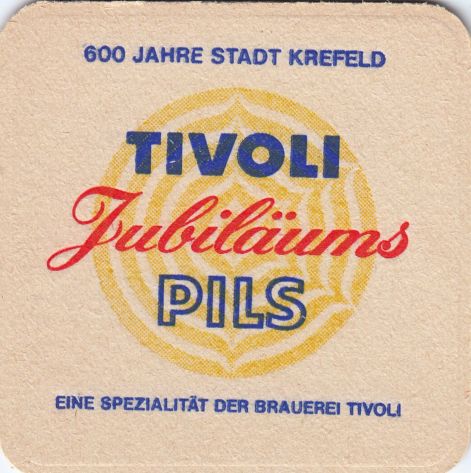 600 JAHRE STADT KREFELD
TIVOLI
Jubiläums
PILS
EINE SPEZIALITÄT DER BRAUEREI TIVOLI